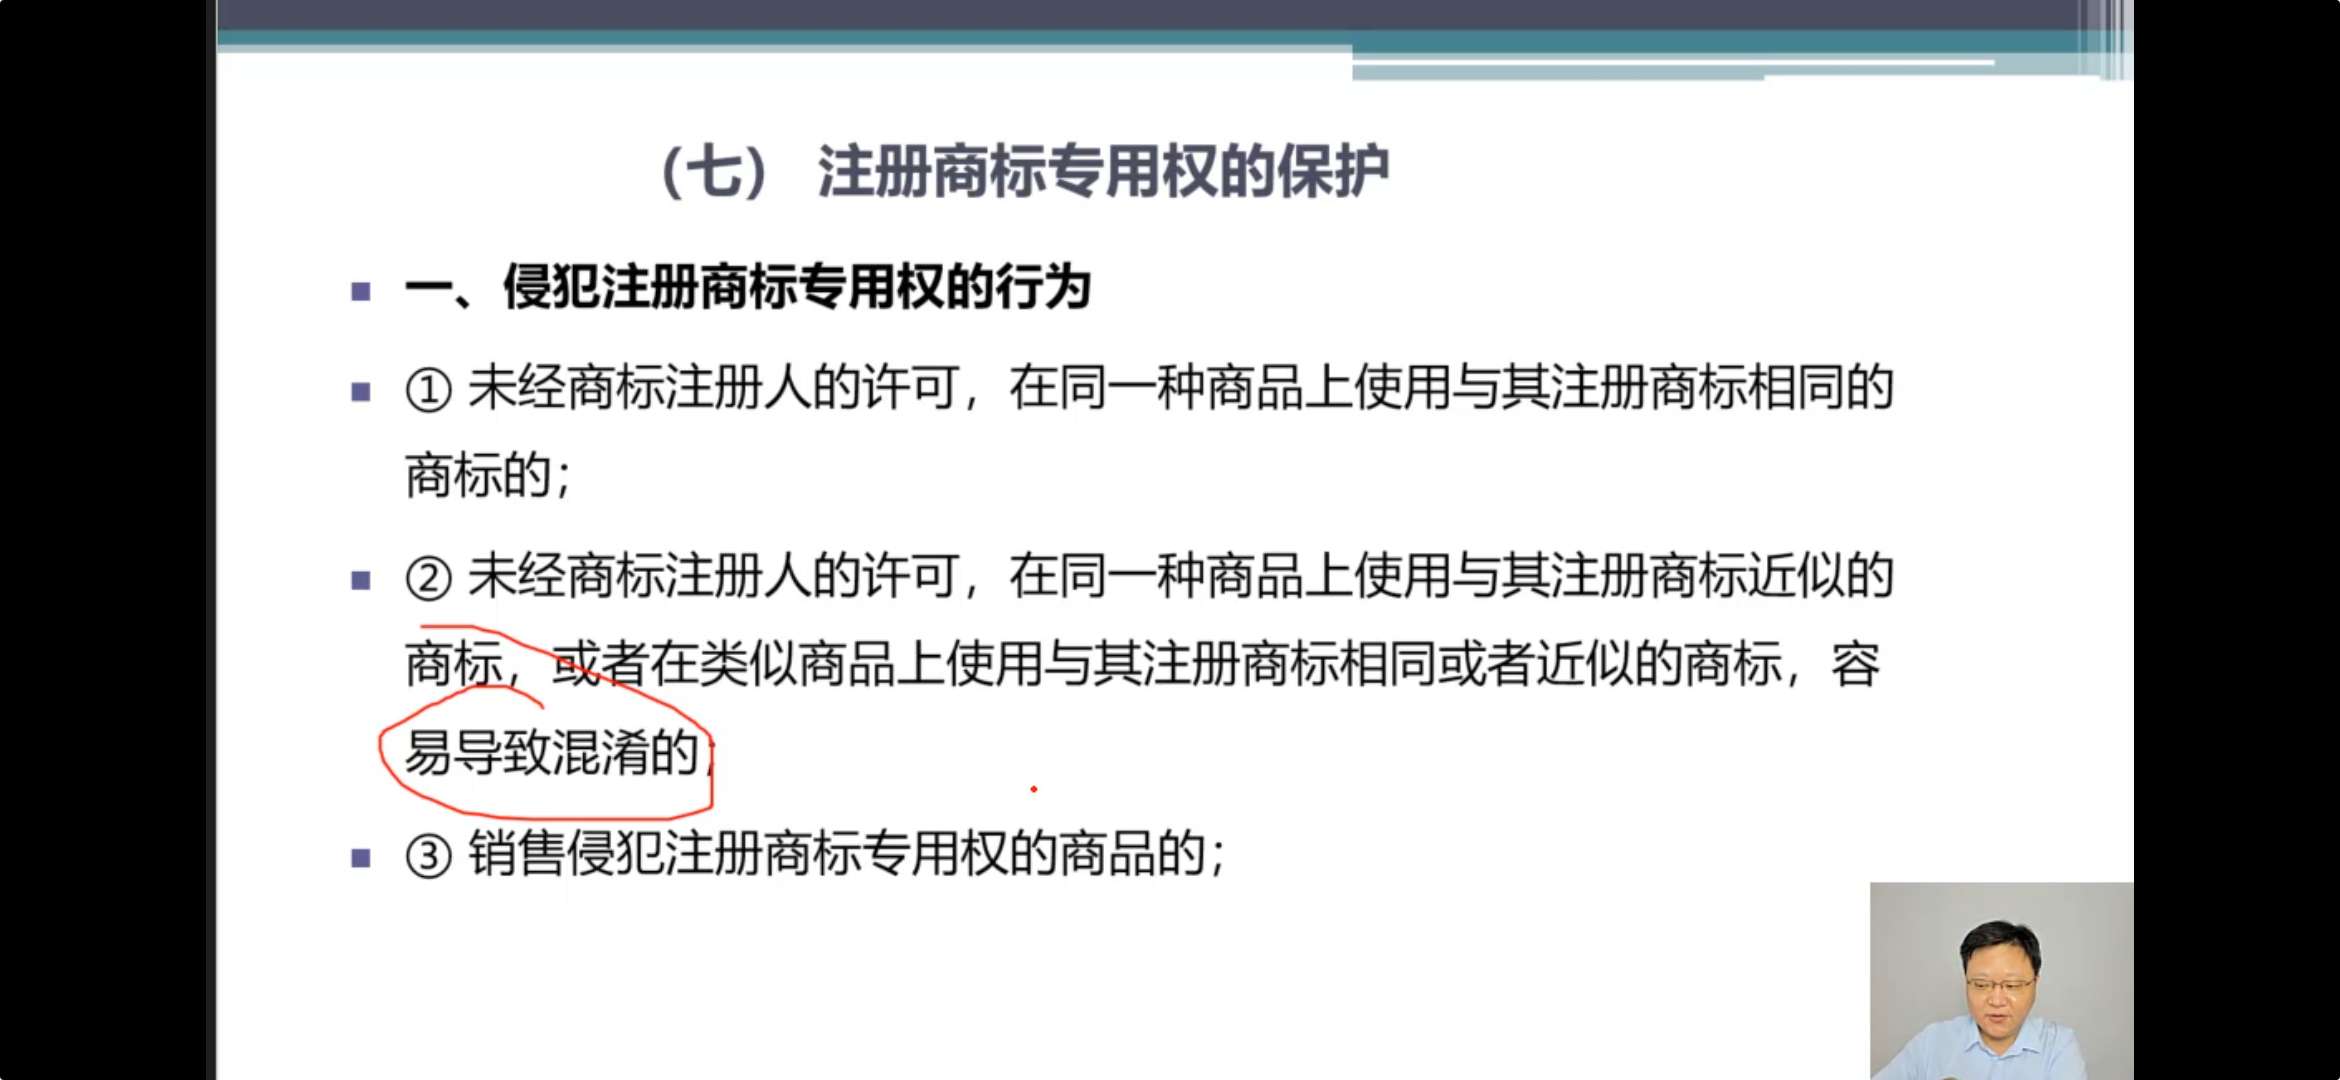 （七） 注册商标专用权的保护
一、侵犯注册商标专用权的行为
① 未经商标注册人的许可，在同一种商品上使用与其注册商标相同的
商标的；
② 未经商标注册人的许可，在同一种商品上使用与其注册商标近似的
商标，或者在类似商品上使用与其注册商标相同或者近似的商标，容
易导致混淆的；
③ 销售侵犯注册商标专用权的商品的；